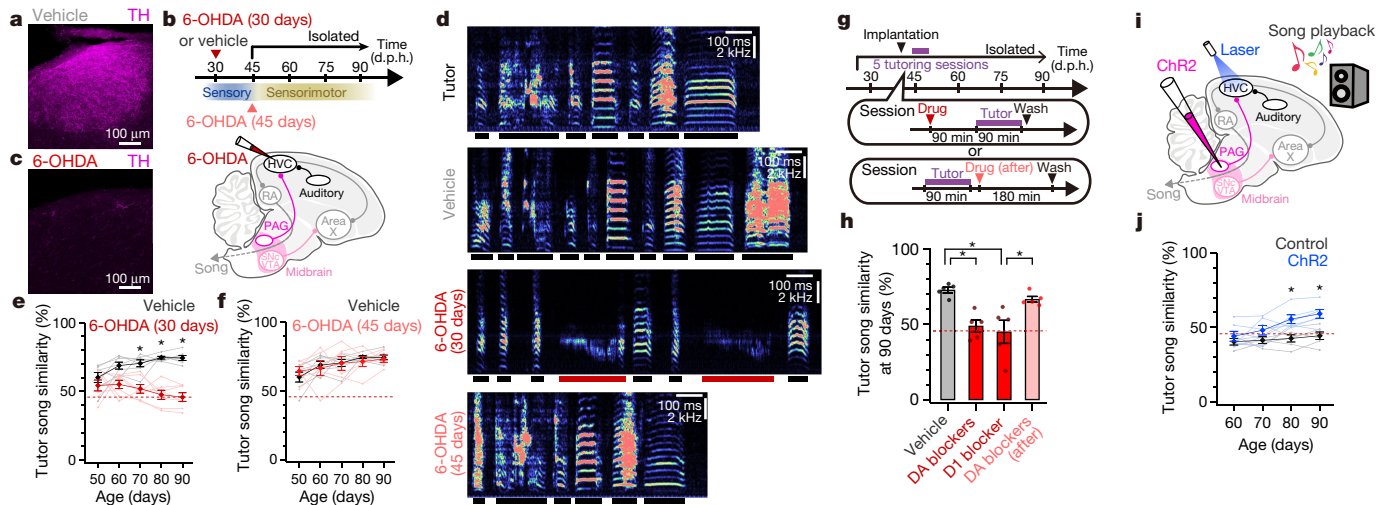 a
Vehicle TH
100 µm
b
6-OHDA (30 days)
or vehicle
Isolated
Time
(d.p.h.)
30 45 60 75 90
Sensory Sensorimotor
6-OHDA (45 days)
6-OHDA
HVC
RA
Auditory
Area
X
PAG
SNc
VTA
Midbrain
Song
c
6-OHDA TH
100 µm
d
Tutor
100 ms
2 kHz
Vehicle
100 ms
2 kHz
6-OHDA
(30 days)
100 ms
2 kHz
6-OHDA
(45 days)
100 ms
2 kHz
e
Vehicle
6-OHDA (30 days)
Tutor song similarity (%)
100
50
0
* * *
50 60 70 80 90
Age (days)
f
Vehicle
6-OHDA (45 days)
Tutor song similarity (%)
100
50
0
50 60 70 80 90
Age (days)
g
Implantation
Isolated
Time
(d.p.h.)
5 tutoring sessions
30 45 60 75 90
Session
Drug
Tutor
Wash
90 min 90 min
or
Session
Tutor
Drug (after)
Wash
90 min 180 min
h
Tutor song similarity
at 90 days (%)
100
50
0
* * * *
Vehicle
DA blockers
D1 blocker
DA blockers
(after)
i
Song playback
Laser
ChR2
HVC
RA
Auditory
Area
X
PAG
SNc
VTA
Midbrain
Song
j
Control
ChR2
Tutor song similarity (%)
100
50
0
* *
60 70 80 90
Age (days)